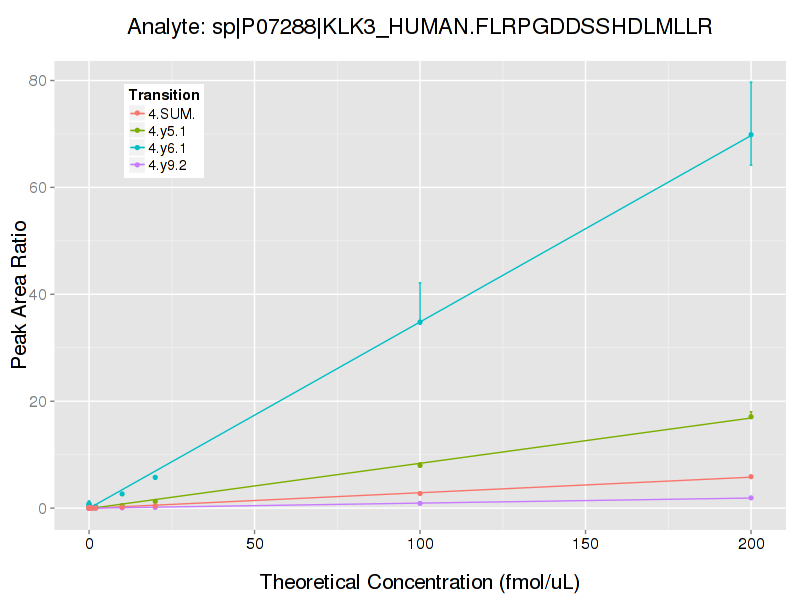 Analyte: sp|P07288|KLK3_HUMAN.FLRPGDDSSHDLMLLR
Transition
4.SUM.
4.y5.1
4.y6.1
4.y9.2
Peak Area Ratio
80
60
40
20
0
0 50 100 150 200
Theoretical Concentration (fmol/uL)